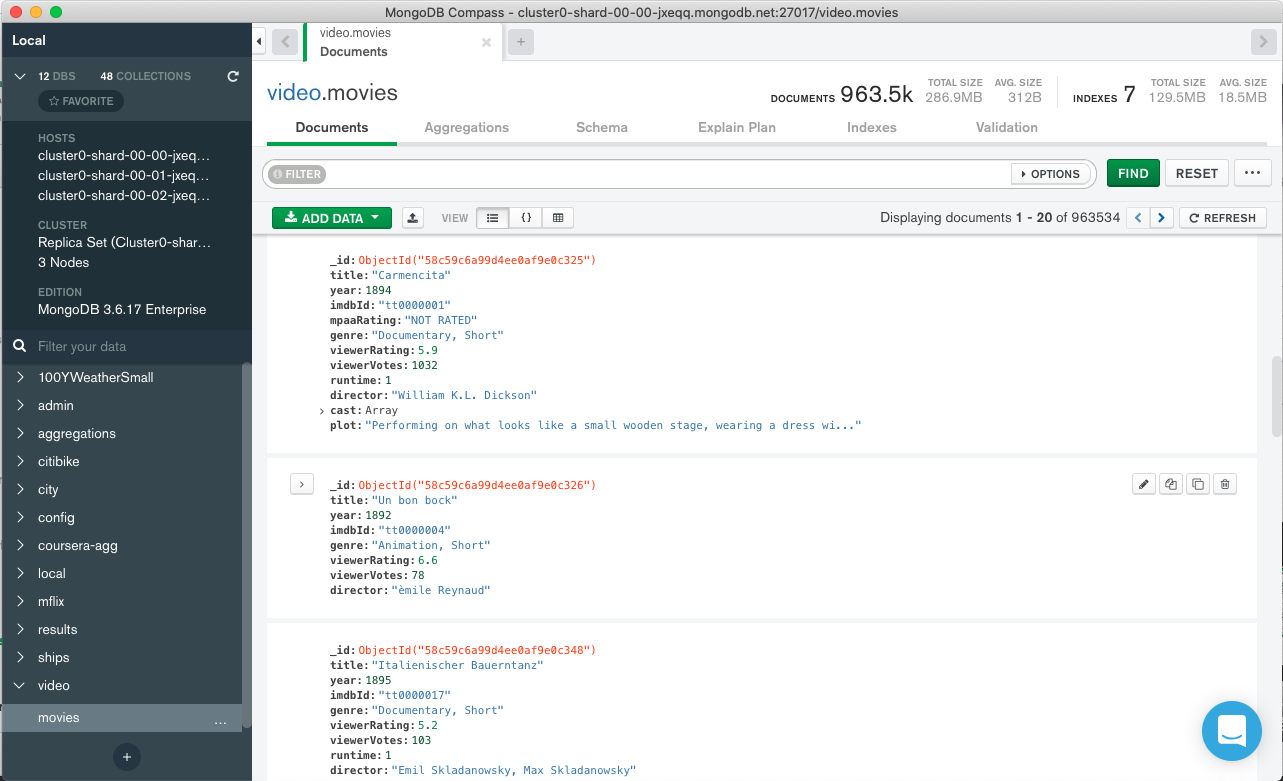 MongoDB Compass - cluster0-shard-00-00-jxeqq.mongodb.net:27017/video.movies
Local
12 DBS 48 COLLECTIONS
FAVORITE
HOSTS
cluster0-shard-00-00-jxeq...
cluster0-shard-00-01-jxeq...
cluster0-shard-00-02-jxeq...
CLUSTER
Replica Set (Cluster0-shar...
3 Nodes
EDITION
MongoDB 3.6.17 Enterprise
Filter your data
100YWeatherSmall
admin
aggregations
citibike
city
config
coursera-agg
local
mflix
results
ships
video
movies ...
+
video.movies
Documents
+
video.movies
DOCUMENTS 963.5k
TOTAL SIZE
286.9MB
AVG. SIZE
312B
INDEXES 7
TOTAL SIZE
129.5MB
AVG. SIZE
18.5MB
Documents Aggregations Schema Explain Plan Indexes Validation
FILTER
OPTIONS
FIND
RESET
...
ADD DATA
VIEW
{}
Displaying documents 1 - 20 of 963534
REFRESH
_id: ObjectId("58c59c6a99d4ee0af9e0c325")
title: "Carmencita"
year: 1894
imdbId: "tt0000001"
mpaaRating: "NOT RATED"
genre: "Documentary, Short"
viewerRating: 5.9
viewerVotes: 1032
runtime: 1
director: "William K.L. Dickson"
cast: Array
plot: "Performing on what looks like a small wooden stage, wearing a dress wi..."
_id: ObjectId("58c59c6a99d4ee0af9e0c326")
title: "Un bon bock"
year: 1892
imdbId: "tt0000004"
genre: "Animation, Short"
viewerRating: 6.6
viewerVotes: 78
director: "èmile Reynaud"
_id: ObjectId("58c59c6a99d4ee0af9e0c348")
title: "Italienischer Bauerntanz"
year: 1895
imdbId: "tt0000017"
genre: "Documentary, Short"
viewerRating: 5.2
viewerVotes: 103
runtime: 1
director: "Emil Skladanowsky, Max Skladanowsky"